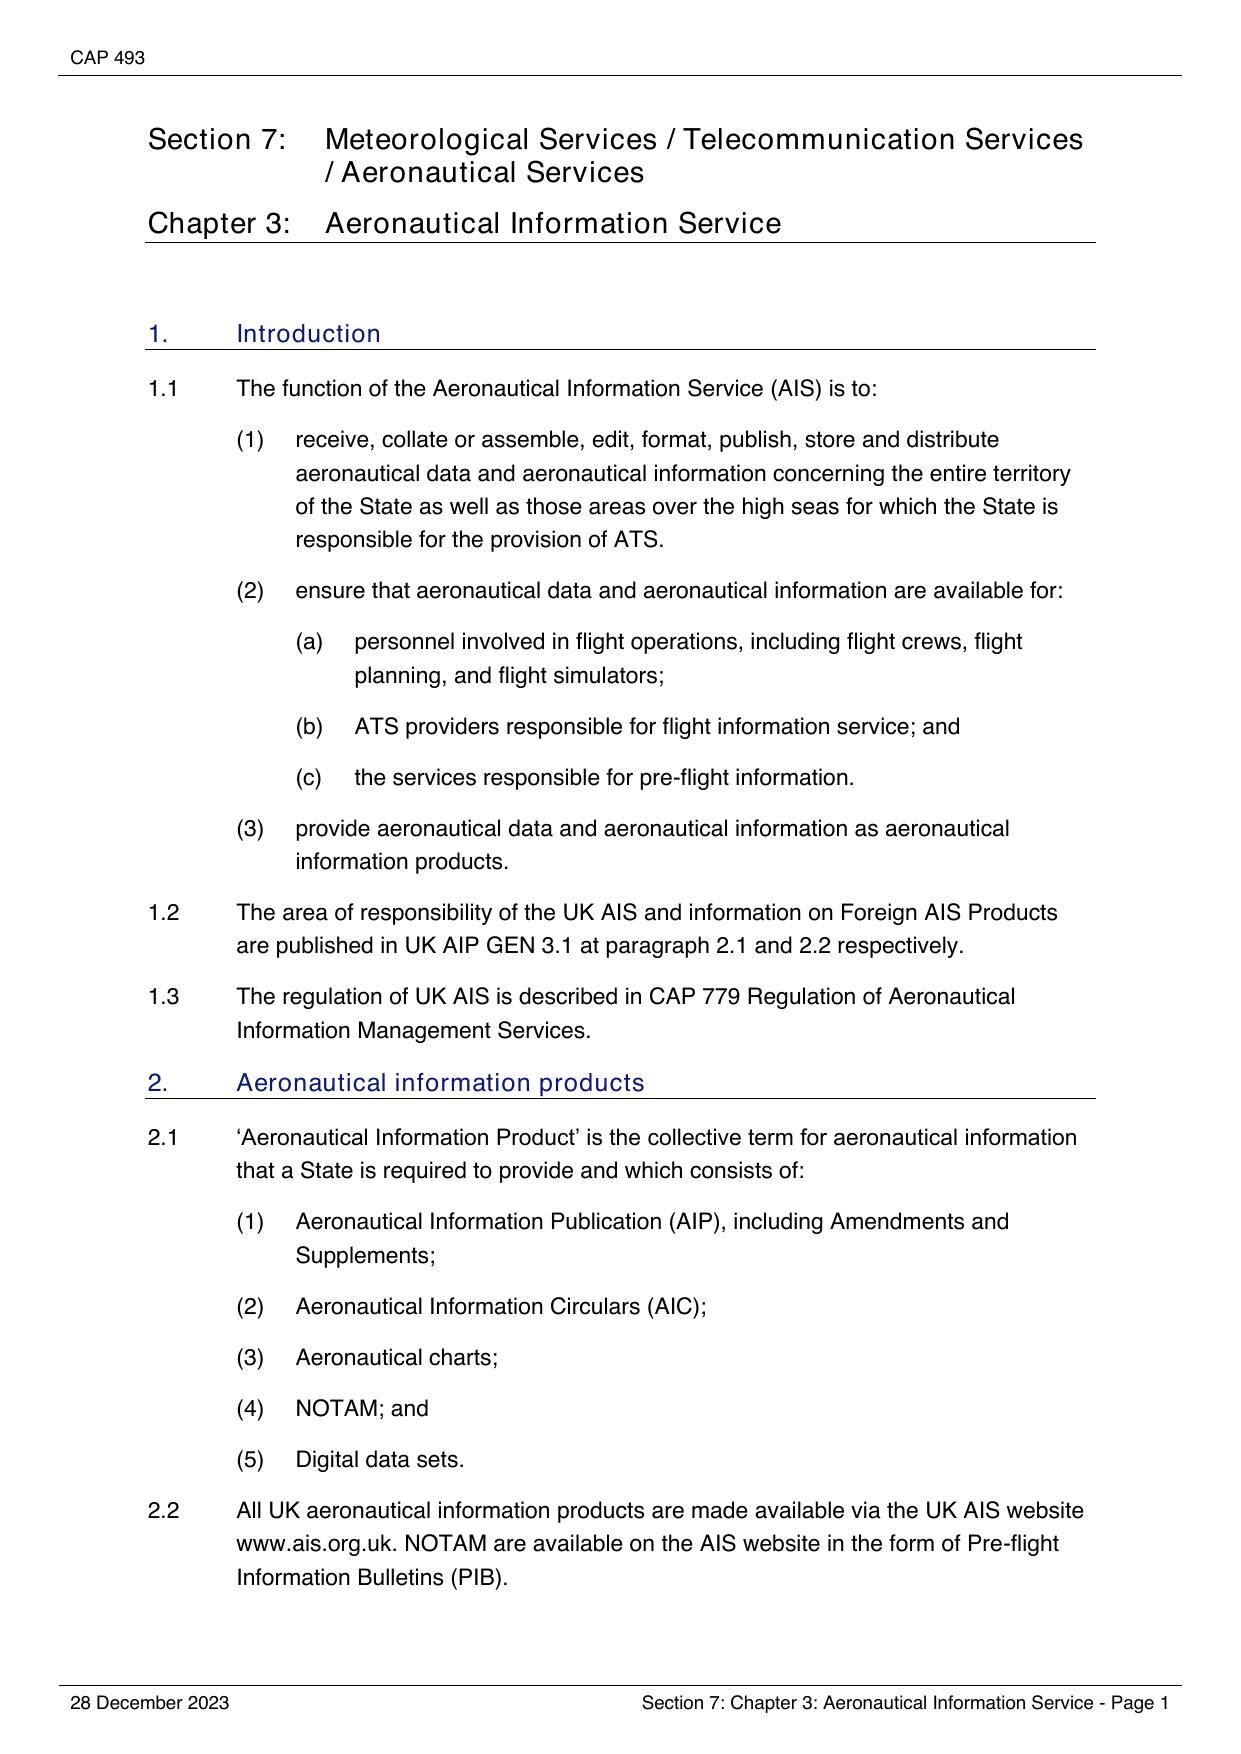 CAP 493
Section 7: Meteorological Services / Telecommunication Services
/ Aeronautical Services
Chapter 3: Aeronautical Information Service
1. Introduction
1.1 The function of the Aeronautical Information Service (AIS) is to:
(1) receive, collate or assemble, edit, format, publish, store and distribute
aeronautical data and aeronautical information concerning the entire territory
of the State as well as those areas over the high seas for which the State is
responsible for the provision of ATS.
(2) ensure that aeronautical data and aeronautical information are available for:
(a) personnel involved in flight operations, including flight crews, flight
planning, and flight simulators;
(b) ATS providers responsible for flight information service; and
(c) the services responsible for pre-flight information.
(3) provide aeronautical data and aeronautical information as aeronautical
information products.
1.2 The area of responsibility of the UK AIS and information on Foreign AIS Products
are published in UK AIP GEN 3.1 at paragraph 2.1 and 2.2 respectively.
1.3 The regulation of UK AIS is described in CAP 779 Regulation of Aeronautical
Information Management Services.
2. Aeronautical information products
2.1 ‘Aeronautical Information Product’ is the collective term for aeronautical information
that a State is required to provide and which consists of:
(1) Aeronautical Information Publication (AIP), including Amendments and
Supplements;
(2) Aeronautical Information Circulars (AIC);
(3) Aeronautical charts;
(4) NOTAM; and
(5) Digital data sets.
2.2 All UK aeronautical information products are made available via the UK AIS website
www.ais.org.uk. NOTAM are available on the AIS website in the form of Pre-flight
Information Bulletins (PIB).
28 December 2023 Section 7: Chapter 3: Aeronautical Information Service - Page 1